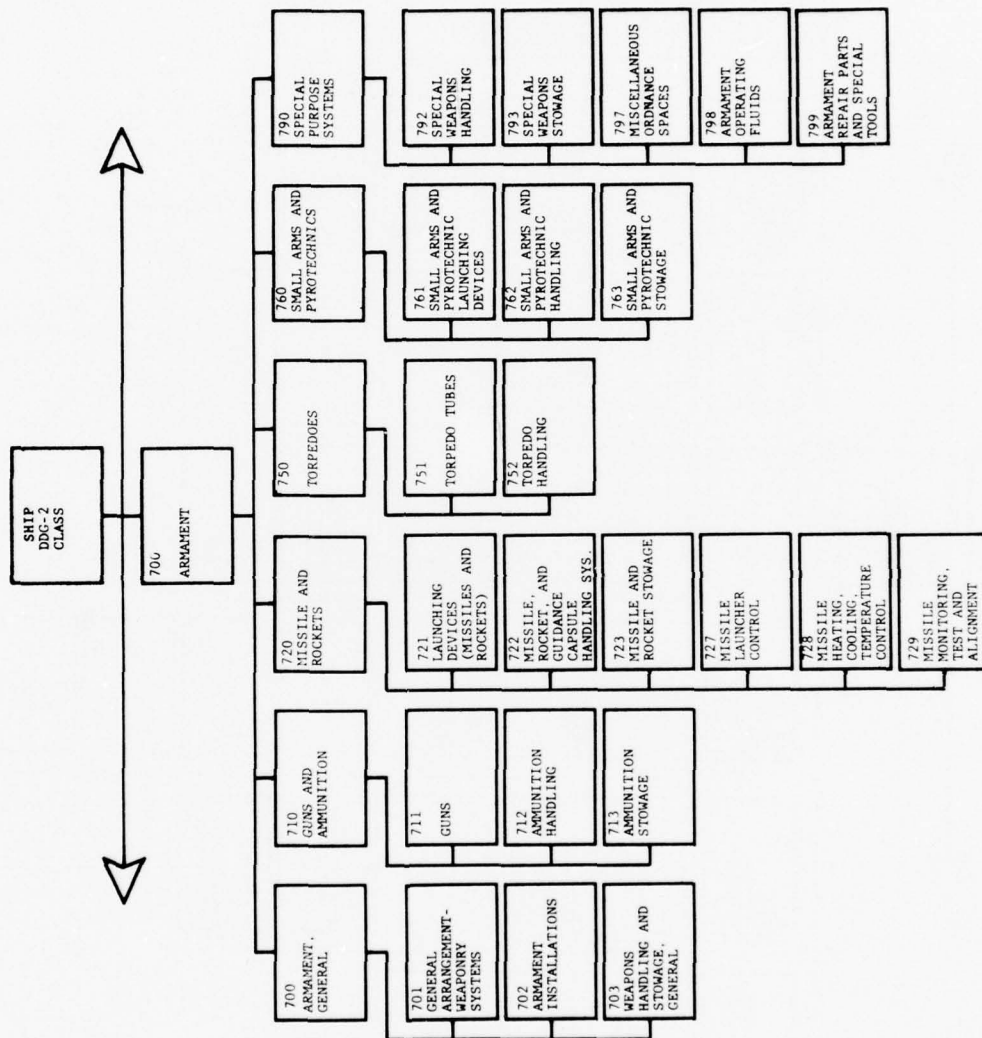 SHIP
DDG-2
CLASS
700
ARMAMENT
700
ARMAMENT,
GENERAL
701
GENERAL
ARRANGEMENT-
WEAPONRY
SYSTEMS
702
ARMAMENT
INSTALLATIONS
703
WEAPONS
HANDLING AND
STOWAGE,
GENERAL
710
GUNS AND
AMMUNITION
711
GUNS
712
AMMUNITION
HANDLING
713
AMMUNITION
STOWAGE
720
MISSILE AND
ROCKETS
721
LAUNCHING
DEVICES
(MISSILES AND
ROCKETS)
722
MISSILE,
ROCKET, AND
GUIDANCE
CAPSULE
HANDLING SYS.
723
MISSILE AND
ROCKET STOWAGE
727
MISSILE
LAUNCHER
CONTROL
728
MISSILE
HEATING,
COOLING,
TEMPERATURE
CONTROL
729
MISSILE
MONITORING,
TEST AND
ALIGNMENT
750
TORPEDOES
751
TORPEDO TUBES
752
TORPEDO
HANDLING
760
SMALL ARMS AND
PYROTECHNICS
761
SMALL ARMS AND
PYROTECHNIC
LAUNCHING
DEVICES
762
SMALL ARMS AND
PYROTECHNIC
HANDLING
763
SMALL ARMS AND
PYROTECHNIC
STOWAGE
790
SPECIAL
PURPOSE
SYSTEMS
792
SPECIAL
WEAPONS
HANDLING
793
SPECIAL
WEAPONS
STOWAGE
797
MISCELLANEOUS
ORDNANCE
SPACES
798
ARMAMENT
OPERATING
FLUIDS
799
ARMAMENT
REPAIR PARTS
AND SPECIAL
TOOLS